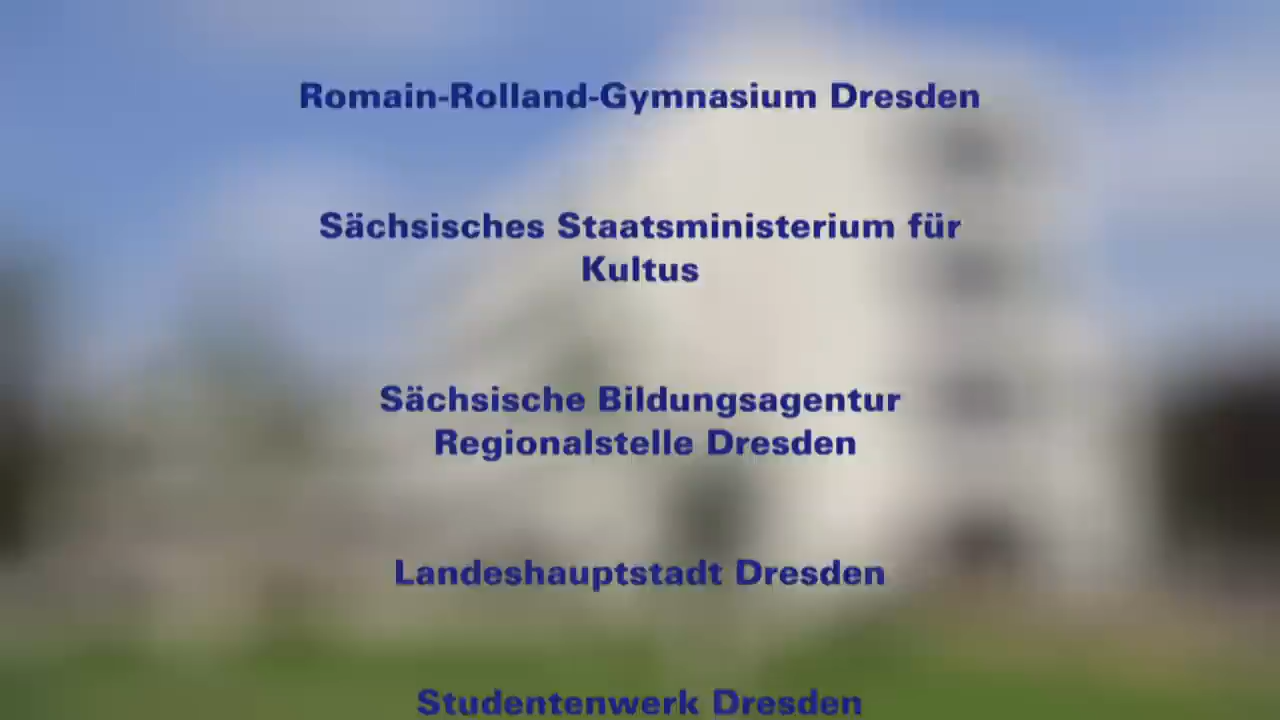 Romain-Rolland-Gymnasium Dresden
Sächsisches Staatsministerium für
Kultus
Sächsische Bildungsagentur
Regionalstelle Dresden
Landeshauptstadt Dresden
Studentenwerk Dresden